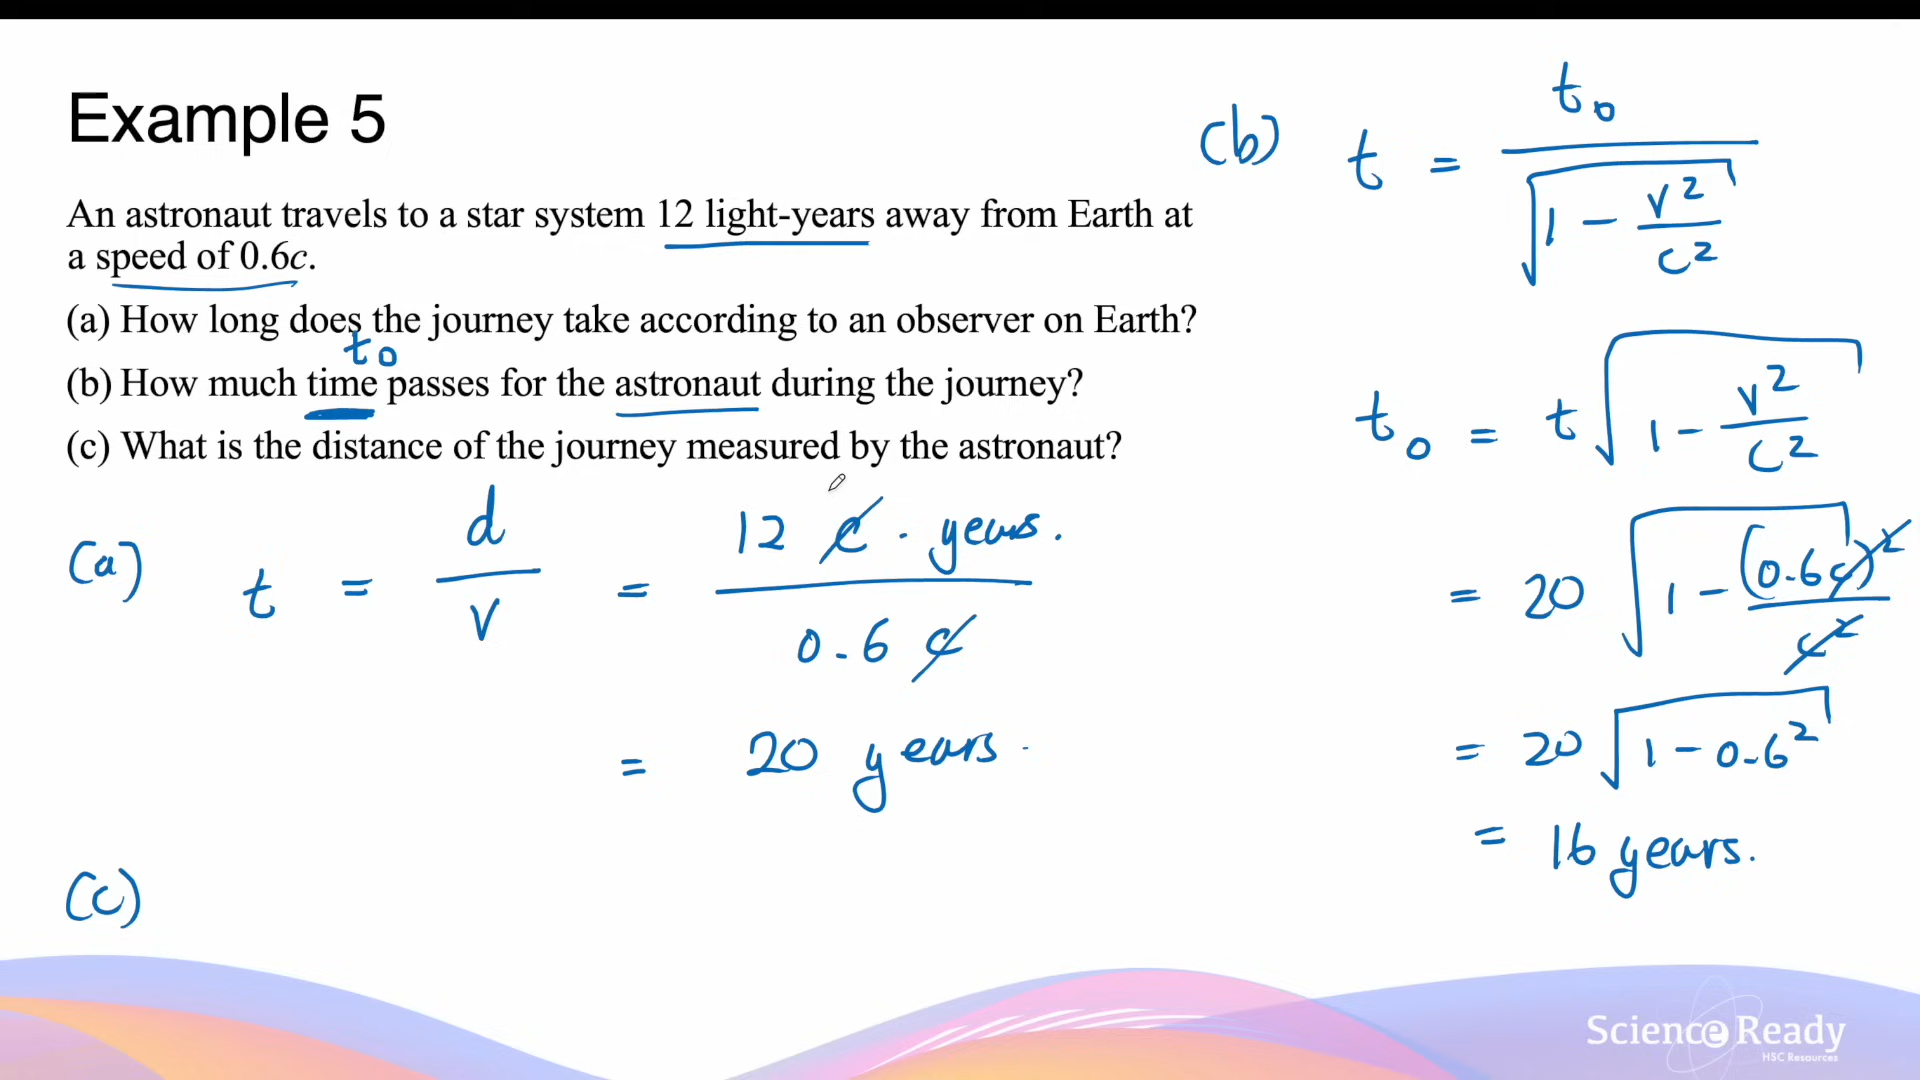 Example 5
An astronaut travels to a star system 12 light-years away from Earth at
a speed of 0.6c.
(a) How long does the journey take according to an observer on Earth?
t₀
(b) How much time passes for the astronaut during the journey?
(c) What is the distance of the journey measured by the astronaut?
(a) t = d / v = 12 c . years. / 0.6 c
= 20 years.
(c)
(b) t = t₀ / √(1 - v²/c²)
t₀ = t √(1 - v²/c²)
= 20 √(1 - (0.6c)²/c²)
= 20 √(1 - 0.6²)
= 16 years.
Science Ready
HSC Resources